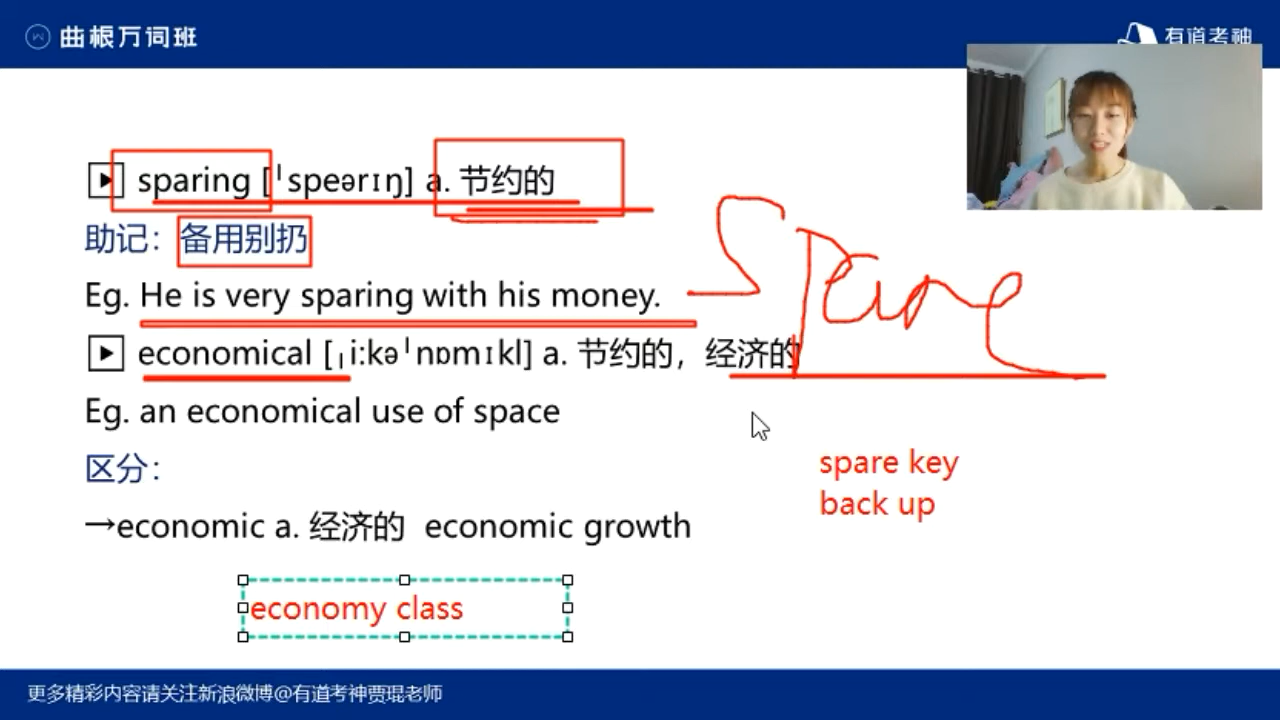 曲根万词班
有道考神
sparing [ˈspeərɪŋ] a. 节约的
助记：备用别扔
Eg. He is very sparing with his money.
spare
economical [ˌi:kəˈnɒmɪkl] a. 节约的，经济的
Eg. an economical use of space
区分：
spare key
back up
→economic a. 经济的 economic growth
economy class
更多精彩内容请关注新浪微博@有道考神贾琨老师